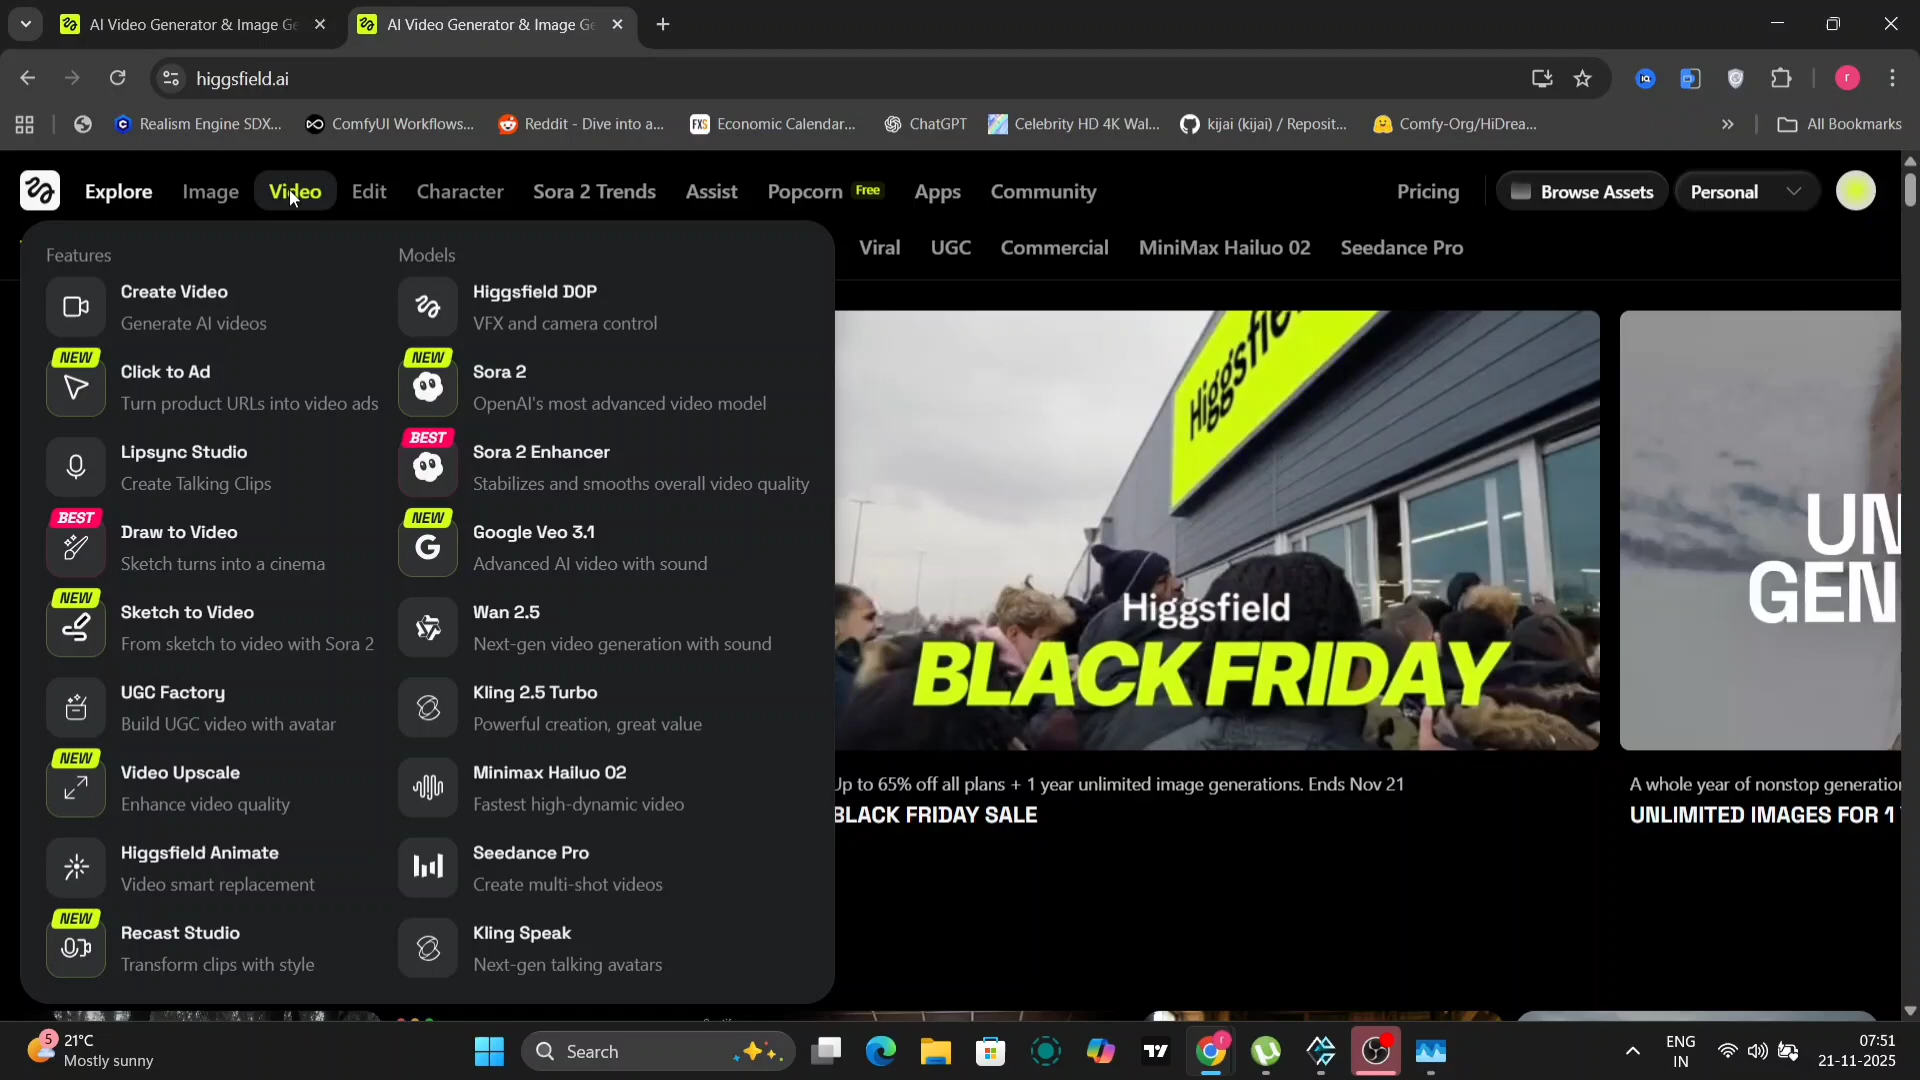 AI Video Generator & Image Ge
AI Video Generator & Image Ge
higgsfield.ai
r
Realism Engine SDX...
ComfyUI Workflows...
Reddit - Dive into a...
FXS
Economic Calendar...
ChatGPT
Celebrity HD 4K Wal...
kijai (kijai) / Reposit...
Comfy-Org/HiDrea...
All Bookmarks
Explore
Image
Video
Edit
Character
Sora 2 Trends
Assist
Popcorn
Free
Apps
Community
Pricing
Browse Assets
Personal
Viral
UGC
Commercial
MiniMax Hailuo 02
Seedance Pro
Features
Create Video
Generate AI videos
NEW
Click to Ad
Turn product URLs into video ads
Lipsync Studio
Create Talking Clips
BEST
Draw to Video
Sketch turns into a cinema
NEW
Sketch to Video
From sketch to video with Sora 2
UGC Factory
Build UGC video with avatar
NEW
Video Upscale
Enhance video quality
Higgsfield Animate
Video smart replacement
NEW
Recast Studio
Transform clips with style
Models
Higgsfield DOP
VFX and camera control
NEW
Sora 2
OpenAI's most advanced video model
BEST
Sora 2 Enhancer
Stabilizes and smooths overall video quality
NEW
G
Google Veo 3.1
Advanced AI video with sound
Wan 2.5
Next-gen video generation with sound
Kling 2.5 Turbo
Powerful creation, great value
Minimax Hailuo 02
Fastest high-dynamic video
Seedance Pro
Create multi-shot videos
Kling Speak
Next-gen talking avatars
Higgsfield
Higgsfield
BLACK FRIDAY
Up to 65% off all plans + 1 year unlimited image generations. Ends Nov 21
BLACK FRIDAY SALE
UN
GEN
A whole year of nonstop generation
UNLIMITED IMAGES FOR 1
5
21°C
Mostly sunny
Search
r
ENG
IN
07:51
21-11-2025